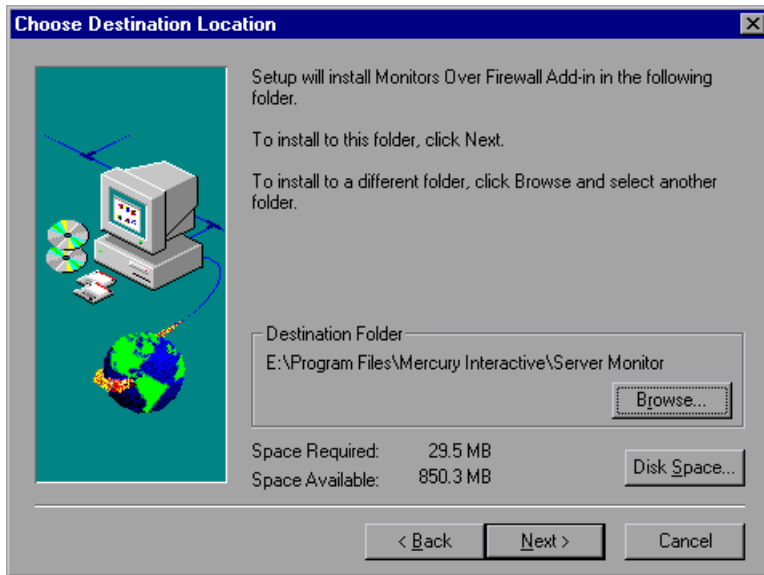 Choose Destination Location
Setup will install Monitors Over Firewall Add-in in the following
folder.
To install to this folder, click Next.
To install to a different folder, click Browse and select another
folder.
Destination Folder
E:\Program Files\Mercury Interactive\Server Monitor
Browse...
Space Required: 29.5 MB
Space Available: 850.3 MB
Disk Space...
< Back Next > Cancel